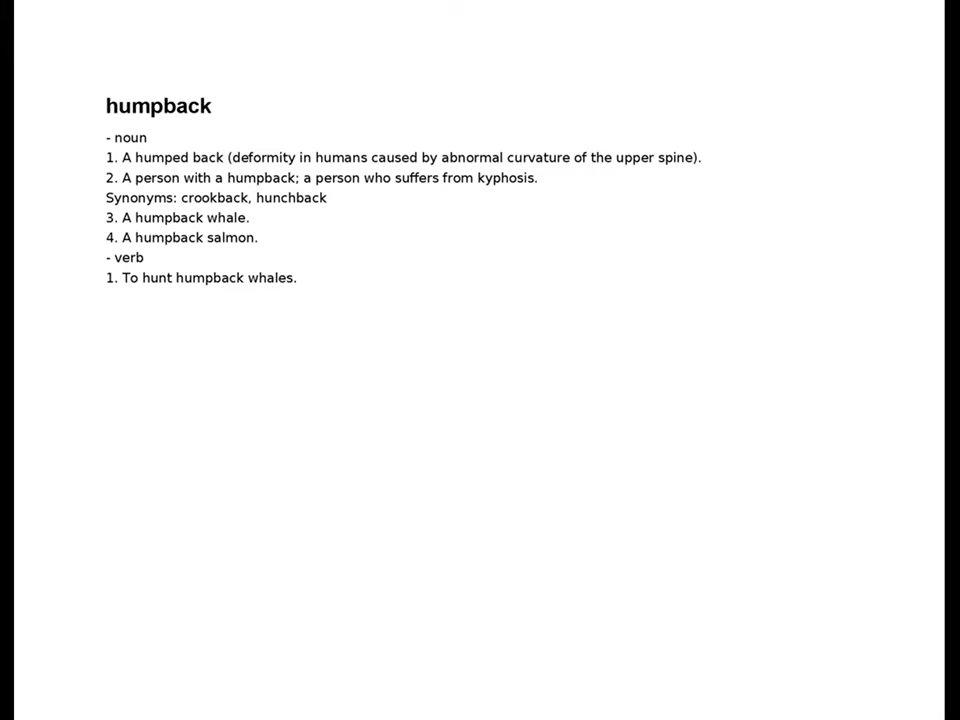 humpback
- noun
1. A humped back (deformity in humans caused by abnormal curvature of the upper spine).
2. A person with a humpback; a person who suffers from kyphosis.
Synonyms: crookback, hunchback
3. A humpback whale.
4. A humpback salmon.
- verb
1. To hunt humpback whales.